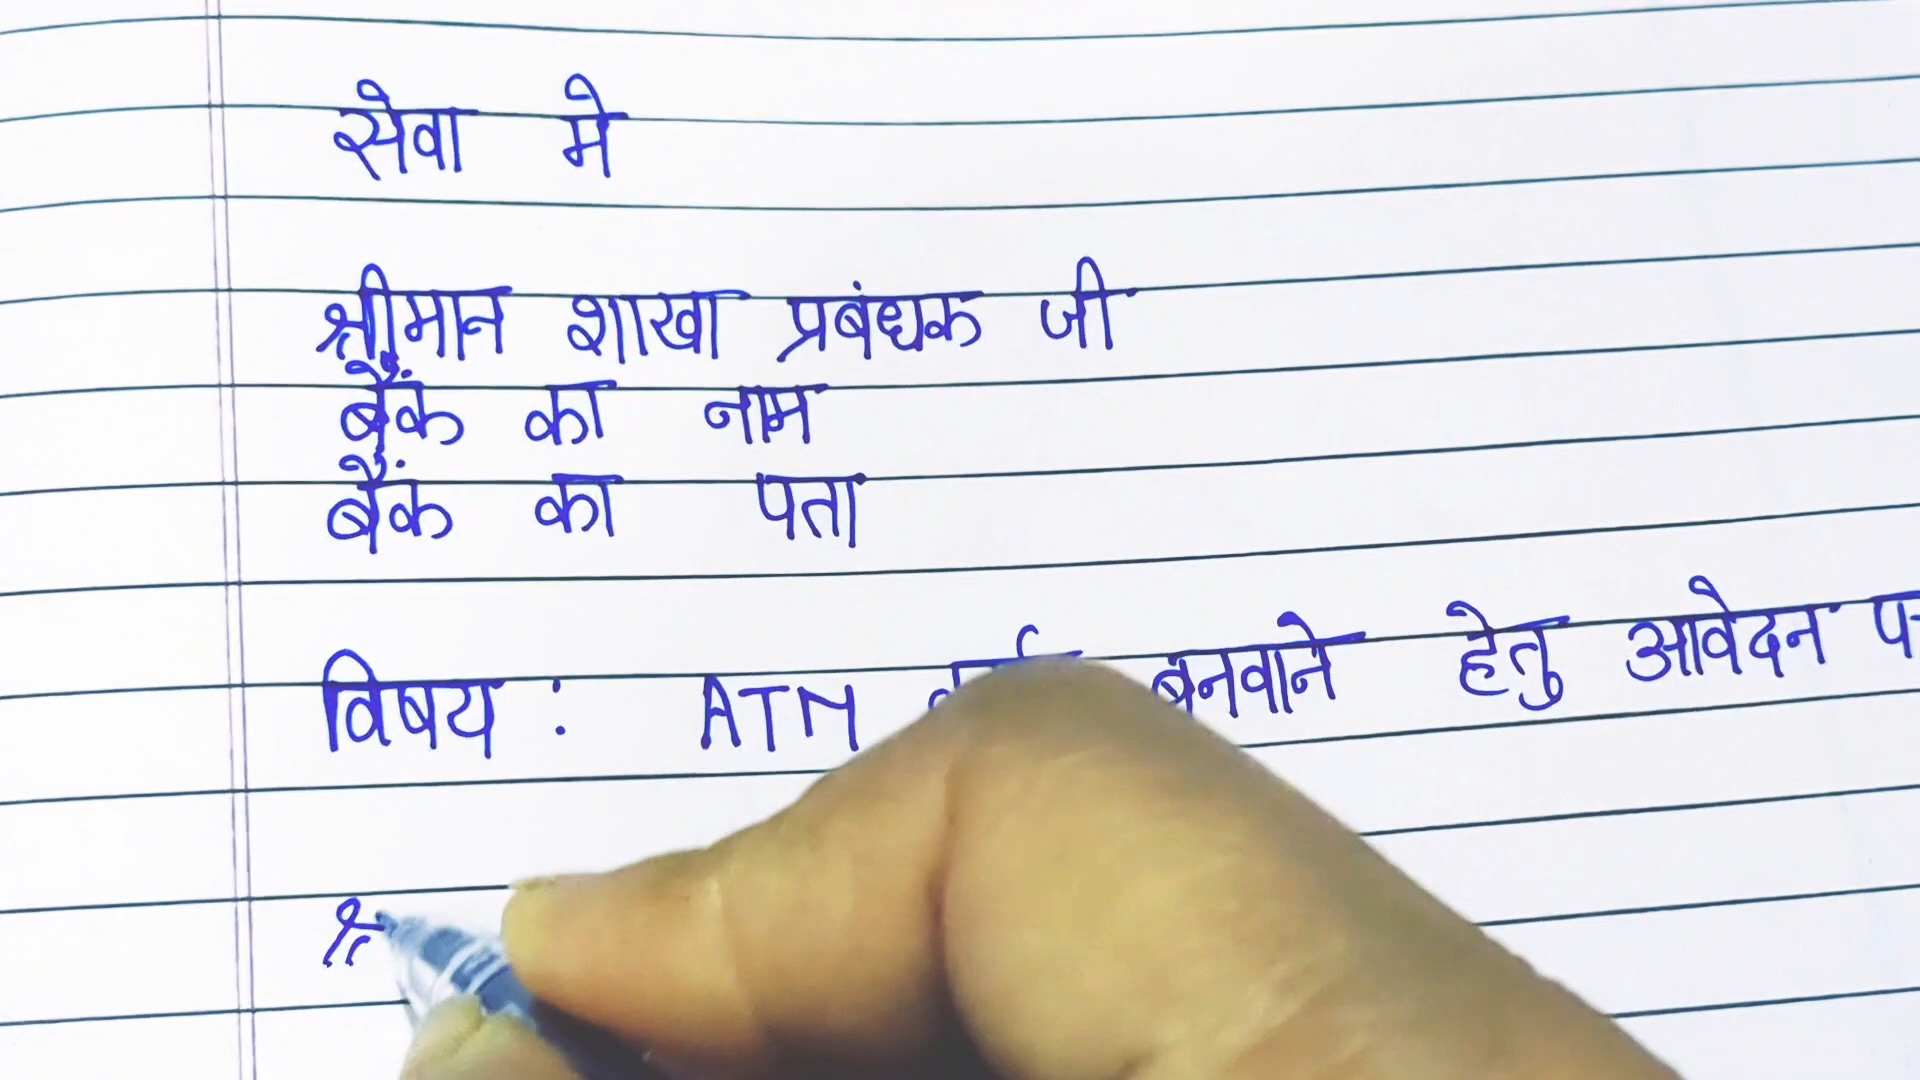 सेवा मे
श्रीमान शाखा प्रबंधक जी
बैंक का नाम
बैंक का पता
विषय : ATM बनवाने हेतु आवेदन